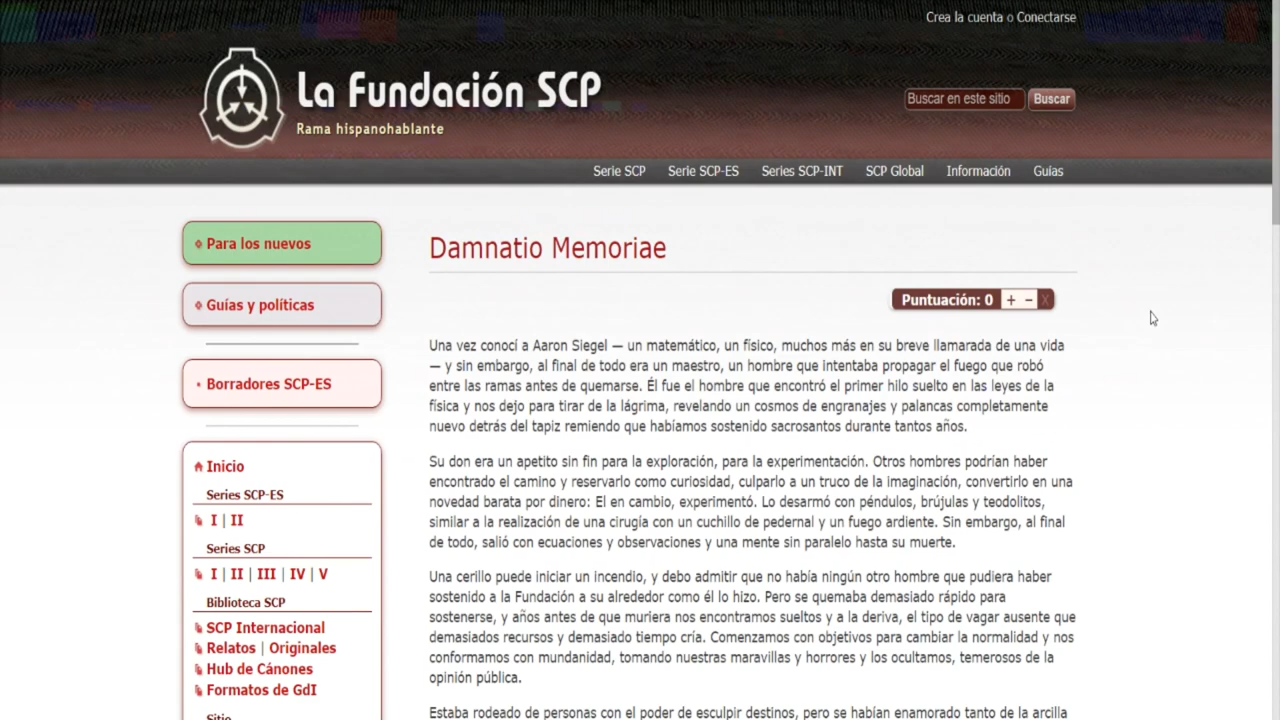 Crea la cuenta o Conectarse
La Fundación SCP
Rama hispanohablante
Buscar en este sitio Buscar
Serie SCP Serie SCP-ES Series SCP-INT SCP Global Información Guías
Para los nuevos
Guías y políticas
Borradores SCP-ES
Inicio
Series SCP-ES
I | II
Series SCP
I | II | III | IV | V
Biblioteca SCP
SCP Internacional
Relatos | Originales
Hub de Cánones
Formatos de GdI
Sitio
Damnatio Memoriae
Puntuación: 0 + – X
Una vez conocí a Aaron Siegel — un matemático, un físico, muchos más en su breve llamarada de una vida
— y sin embargo, al final de todo era un maestro, un hombre que intentaba propagar el fuego que robó
entre las ramas antes de quemarse. Él fue el hombre que encontró el primer hilo suelto en las leyes de la
física y nos dejo para tirar de la lágrima, revelando un cosmos de engranajes y palancas completamente
nuevo detrás del tapiz remiendo que habíamos sostenido sacrosantos durante tantos años.
Su don era un apetito sin fin para la exploración, para la experimentación. Otros hombres podrían haber
encontrado el camino y reservarlo como curiosidad, culparlo a un truco de la imaginación, convertirlo en una
novedad barata por dinero: El en cambio, experimentó. Lo desarmó con péndulos, brújulas y teodolitos,
similar a la realización de una cirugía con un cuchillo de pedernal y un fuego ardiente. Sin embargo, al final
de todo, salió con ecuaciones y observaciones y una mente sin paralelo hasta su muerte.
Una cerillo puede iniciar un incendio, y debo admitir que no había ningún otro hombre que pudiera haber
sostenido a la Fundación a su alrededor como él lo hizo. Pero se quemaba demasiado rápido para
sostenerse, y años antes de que muriera nos encontramos sueltos y a la deriva, el tipo de vagar ausente que
demasiados recursos y demasiado tiempo cría. Comenzamos con objetivos para cambiar la normalidad y nos
conformamos con mundanidad, tomando nuestras maravillas y horrores y los ocultamos, temerosos de la
opinión pública.
Estaba rodeado de personas con el poder de esculpir destinos, pero se habían enamorado tanto de la arcilla